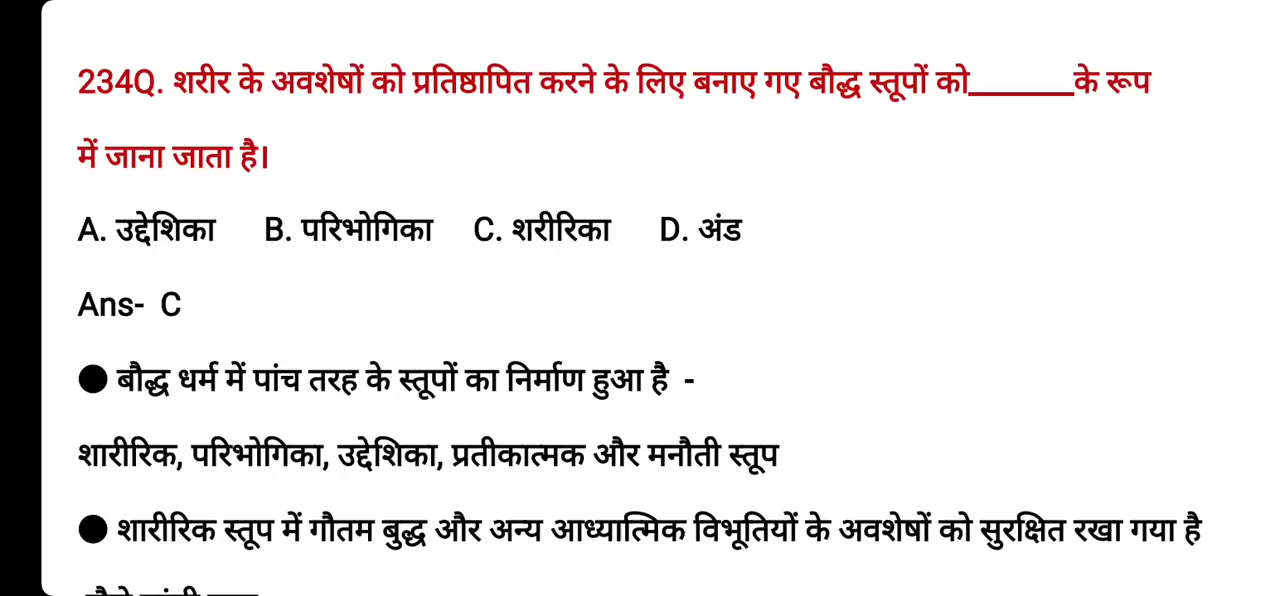 234Q. शरीर के अवशेषों को प्रतिष्ठापित करने के लिए बनाए गए बौद्ध स्तूपों को_______के रूप
में जाना जाता है।
A. उद्देशिका B. परिभोगिका C. शरीरिका D. अंड
Ans- C
● बौद्ध धर्म में पांच तरह के स्तूपों का निर्माण हुआ है -
शारीरिक, परिभोगिका, उद्देशिका, प्रतीकात्मक और मनौती स्तूप
● शारीरिक स्तूप में गौतम बुद्ध और अन्य आध्यात्मिक विभूतियों के अवशेषों को सुरक्षित रखा गया है